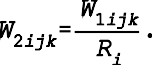 W₂ᵢⱼₖ = W₁ᵢⱼₖ / Rᵢ .